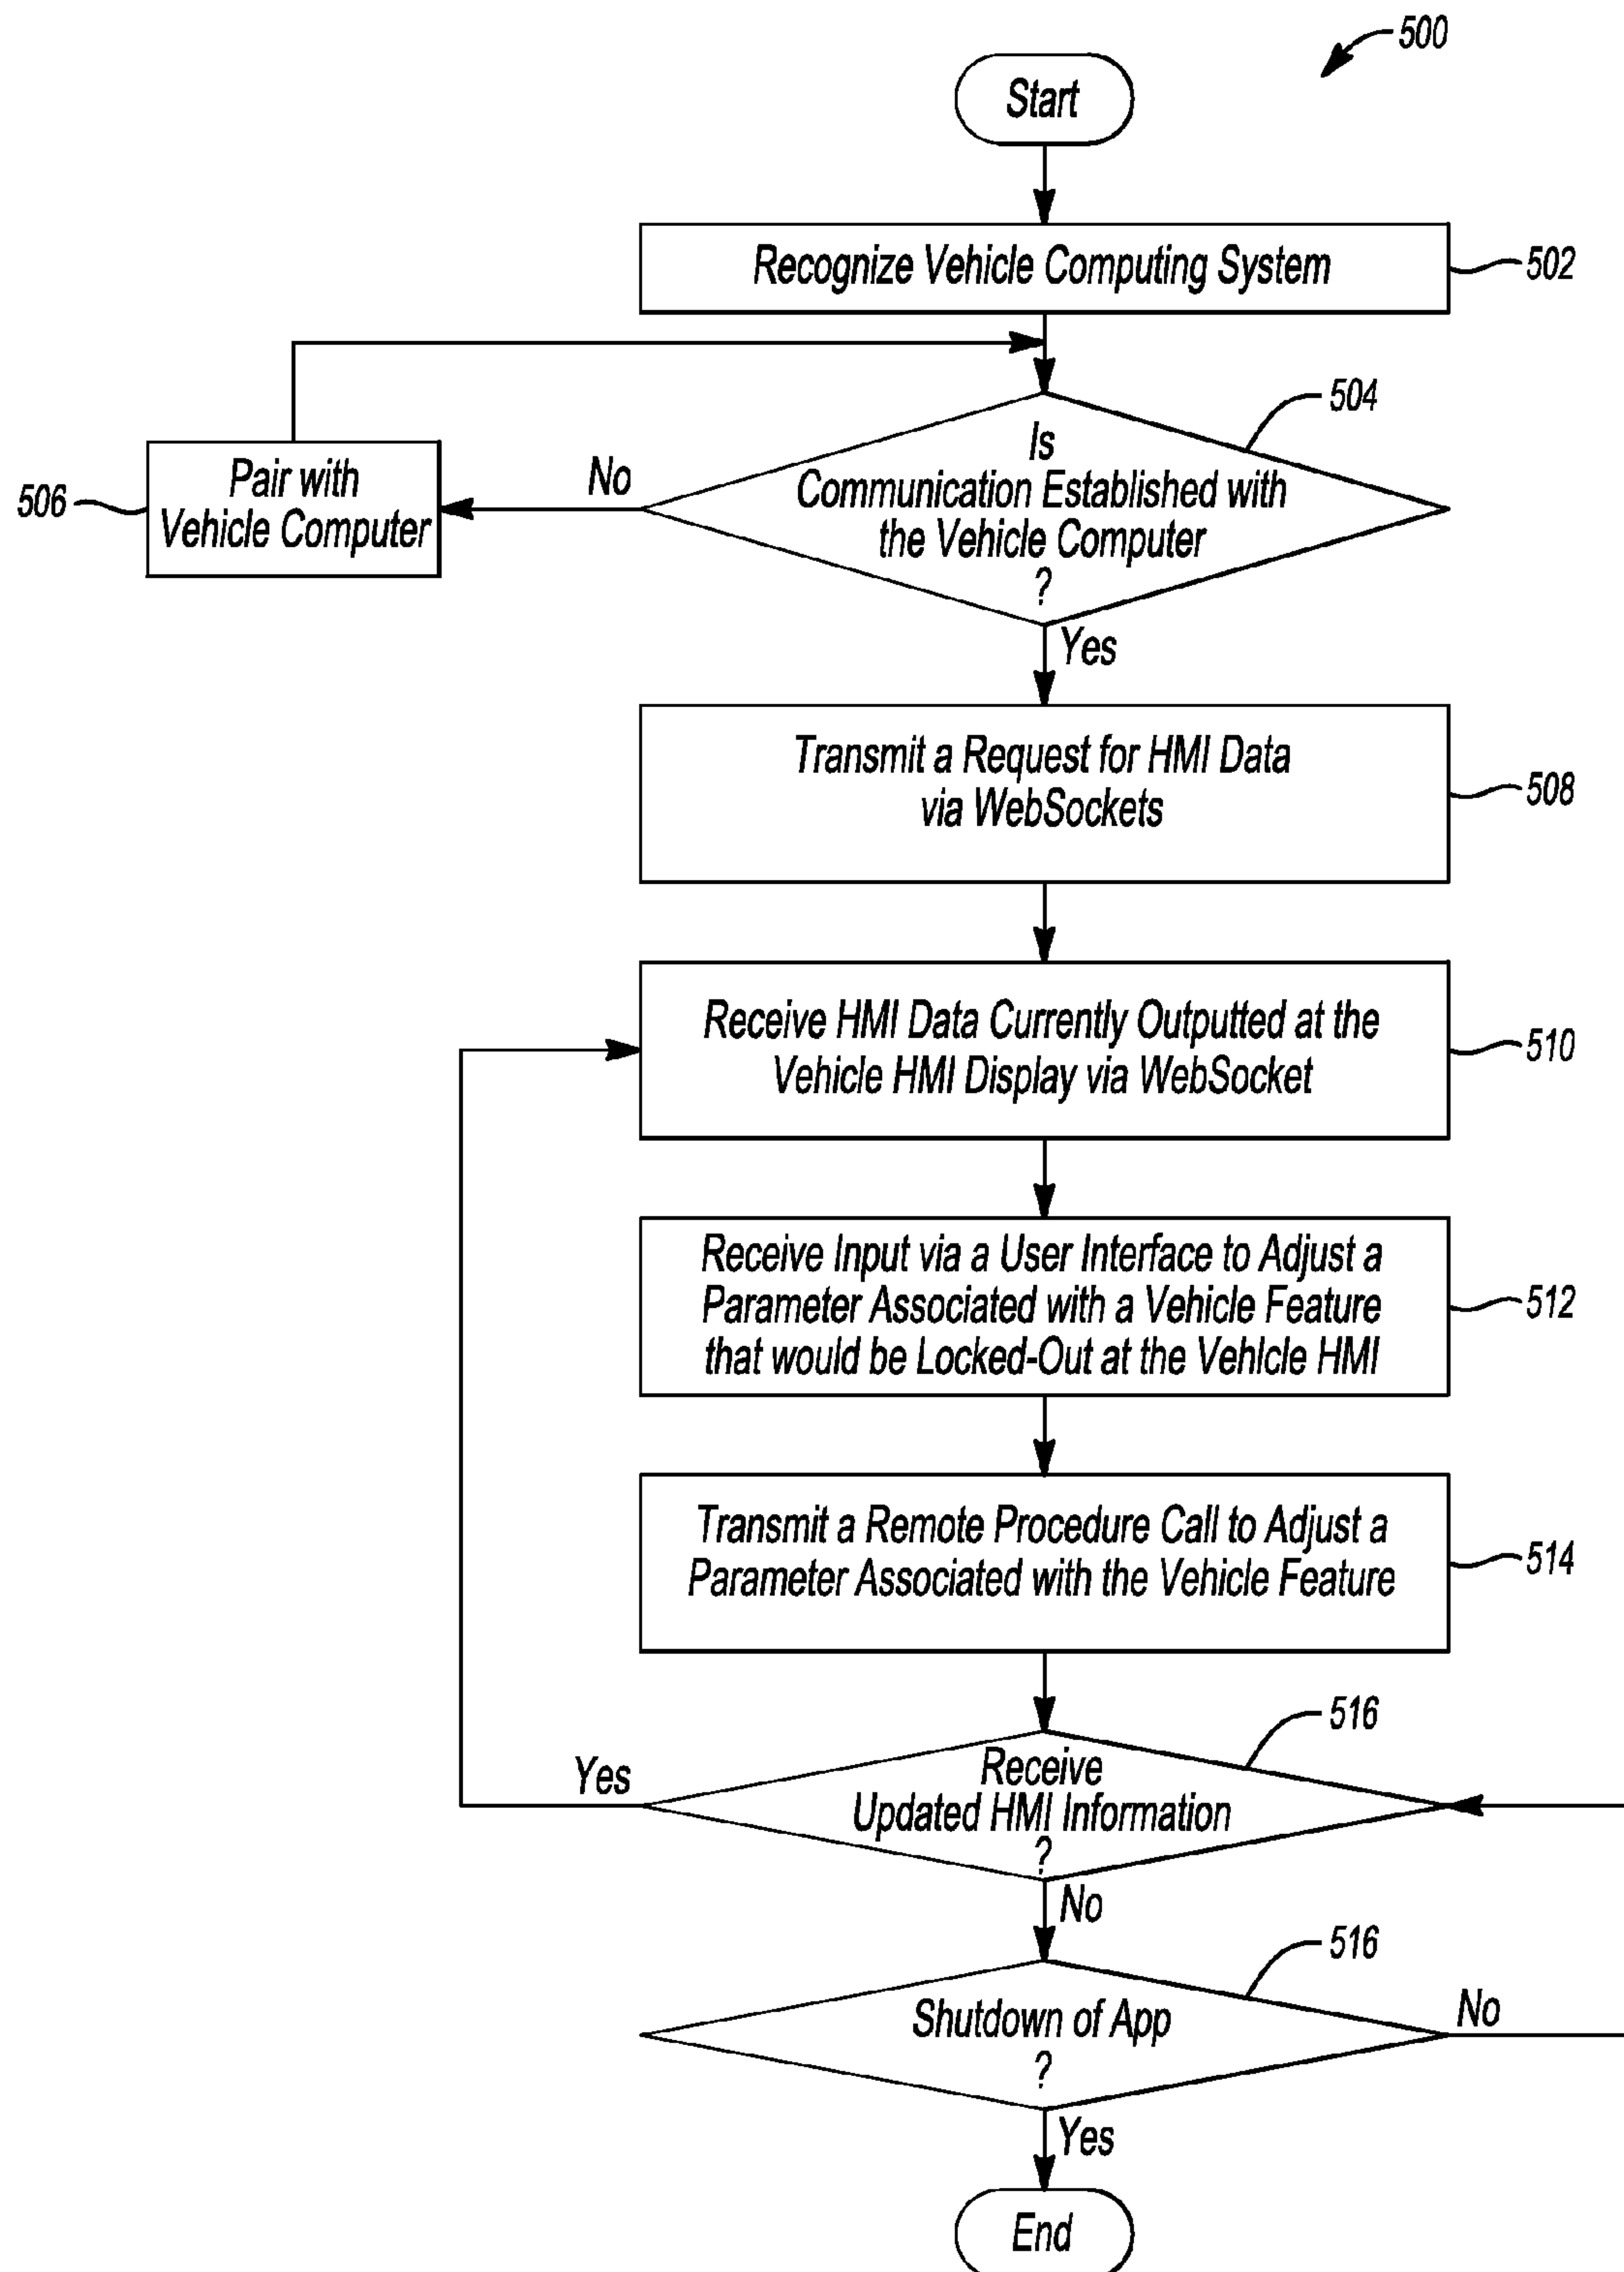 500
Start
Recognize Vehicle Computing System
502
504
Is
Communication Established with
the Vehicle Computer
?
No
Pair with
Vehicle Computer
506
Yes
Transmit a Request for HMI Data
via WebSockets
508
Receive HMI Data Currently Outputted at the
Vehicle HMI Display via WebSocket
510
Receive Input via a User Interface to Adjust a
Parameter Associated with a Vehicle Feature
that would be Locked-Out at the Vehicle HMI
512
Transmit a Remote Procedure Call to Adjust a
Parameter Associated with the Vehicle Feature
514
516
Receive
Updated HMI Information
?
Yes
No
516
Shutdown of App
?
No
Yes
End